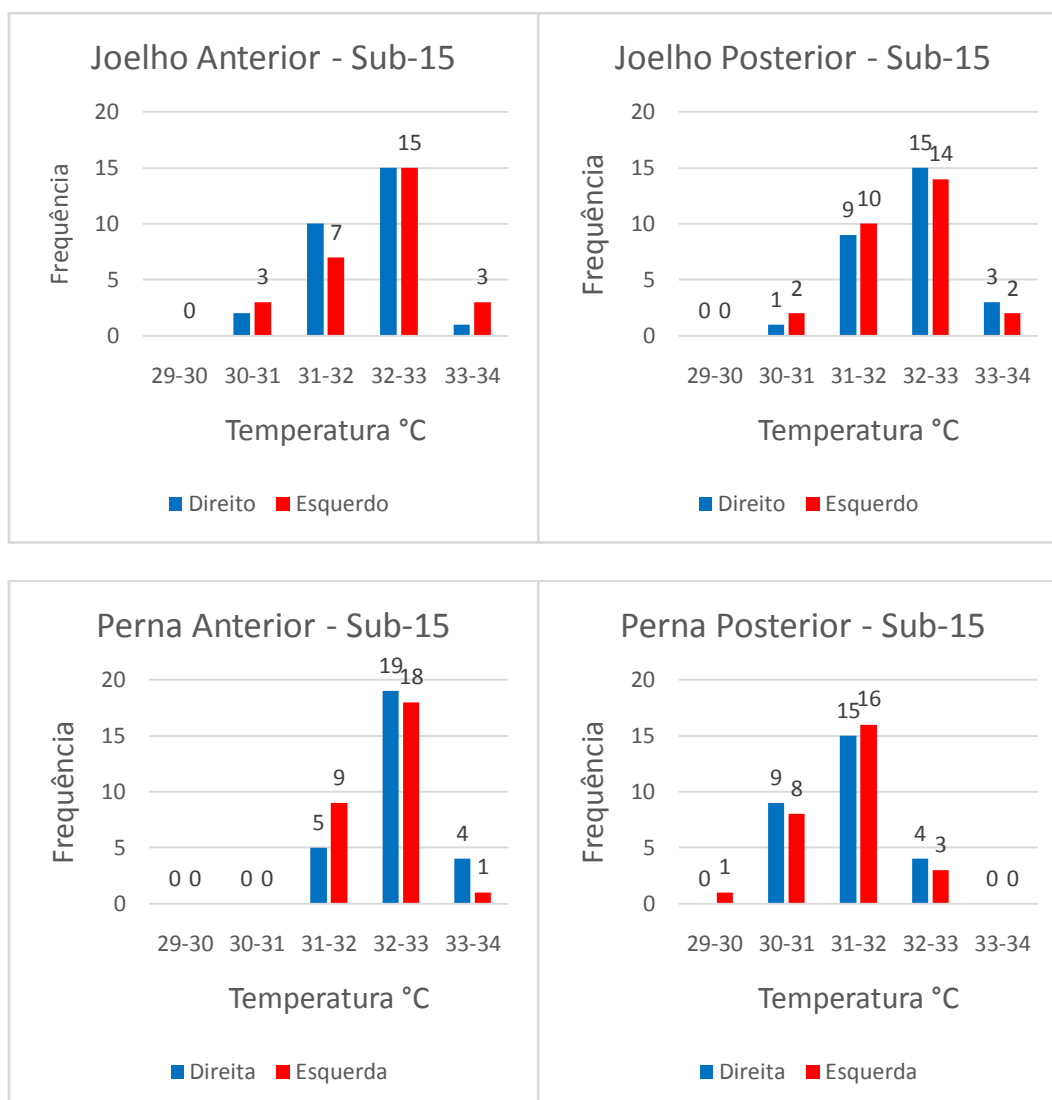 Joelho Anterior - Sub-15
20
15
10
5
0
Frequência
0
3
7
15
3
29-30 30-31 31-32 32-33 33-34
Temperatura °C
Direito Esquerdo
Joelho Posterior - Sub-15
20
15
10
5
0
Frequência
0 0
1 2
9 10
15 14
3 2
29-30 30-31 31-32 32-33 33-34
Temperatura °C
Direito Esquerdo
Perna Anterior - Sub-15
20
15
10
5
0
Frequência
0 0
0 0
5 9
19 18
4 1
29-30 30-31 31-32 32-33 33-34
Temperatura °C
Direita Esquerda
Perna Posterior - Sub-15
20
15
10
5
0
Frequência
0 1
9 8
15 16
4 3
0 0
29-30 30-31 31-32 32-33 33-34
Temperatura °C
Direita Esquerda